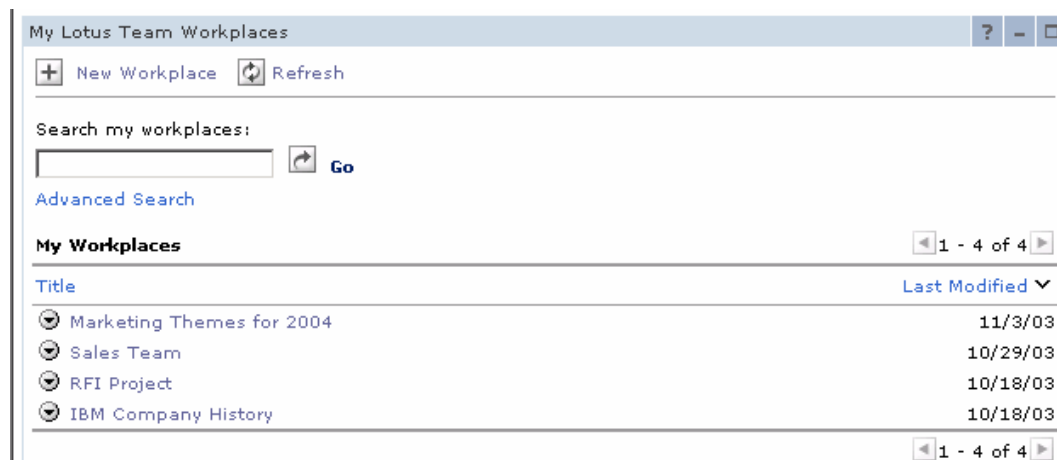 My Lotus Team Workplaces ? –
+ New Workplace Refresh
Search my workplaces:
Go
Advanced Search
My Workplaces 1 - 4 of 4
Title Last Modified
Marketing Themes for 2004 11/3/03
Sales Team 10/29/03
RFI Project 10/18/03
IBM Company History 10/18/03
1 - 4 of 4